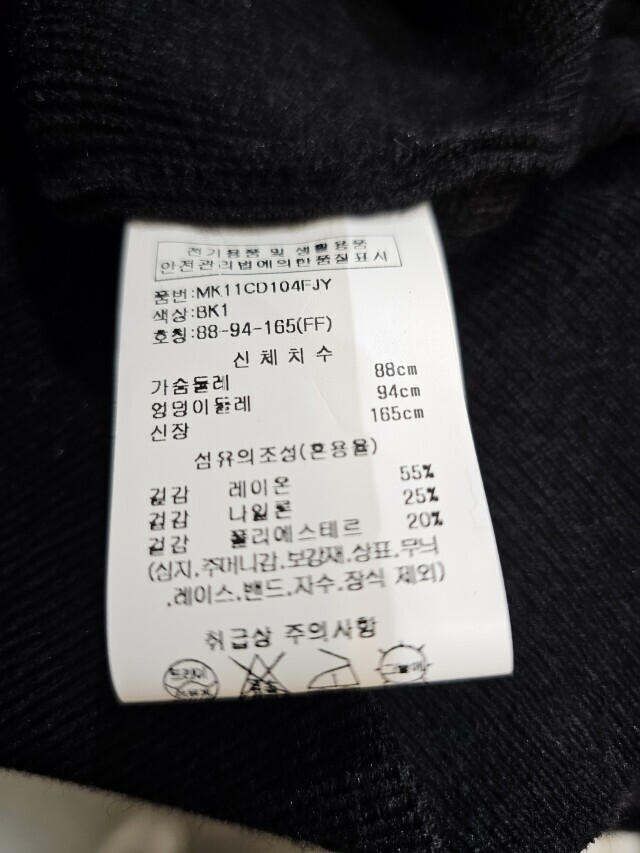 전기용품 및 생활용품
안전관리법에의한품질표시
품번:MK11CD104FJY
색상:BK1
호칭:88-94-165(FF)
신체치수
가슴둘레 88cm
엉덩이둘레 94cm
신장 165cm
섬유의조성(혼용율)
겉감 레이온 55%
겉감 나일론 25%
겉감 폴리에스테르 20%
(심지.주머니감.보강재.상표.무늬
.레이스.밴드.자수.장식 제외)
취급상 주의사항
드라이